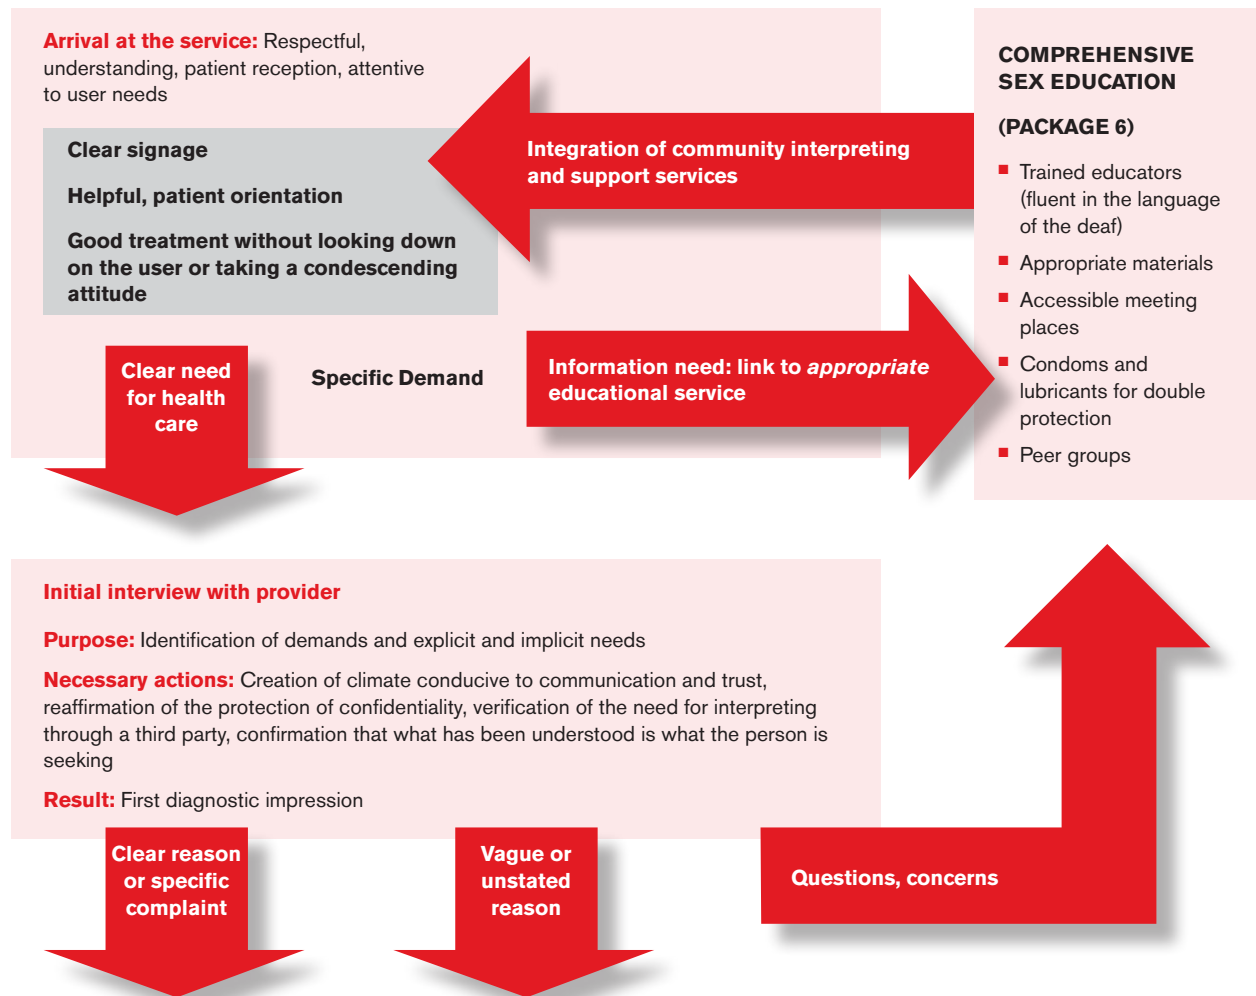 Arrival at the service: Respectful,
understanding, patient reception, attentive
to user needs
Clear signage
Helpful, patient orientation
Good treatment without looking down
on the user or taking a condescending
attitude
Integration of community interpreting
and support services
COMPREHENSIVE
SEX EDUCATION
(PACKAGE 6)
Trained educators
(fluent in the language
of the deaf)
Appropriate materials
Accessible meeting
places
Condoms and
lubricants for double
protection
Peer groups
Clear need
for health
care
Specific Demand
Information need: link to appropriate
educational service
Initial interview with provider
Purpose: Identification of demands and explicit and implicit needs
Necessary actions: Creation of climate conducive to communication and trust,
reaffirmation of the protection of confidentiality, verification of the need for interpreting
through a third party, confirmation that what has been understood is what the person is
seeking
Result: First diagnostic impression
Clear reason
or specific
complaint
Vague or
unstated
reason
Questions, concerns